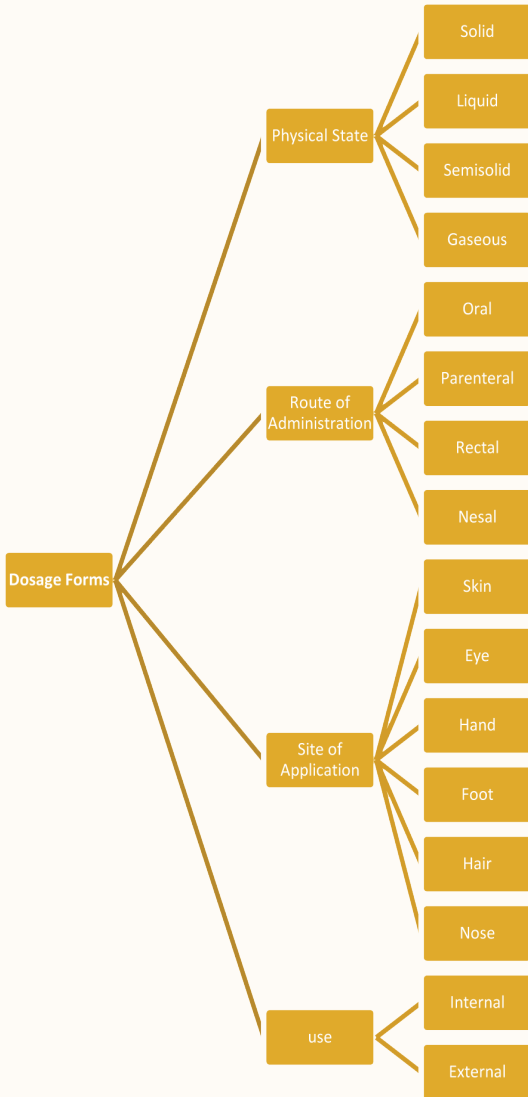 Dosage Forms
Physical State
Solid
Liquid
Semisolid
Gaseous
Route of
Administration
Oral
Parenteral
Rectal
Nesal
Site of
Application
Skin
Eye
Hand
Foot
Hair
Nose
use
Internal
External